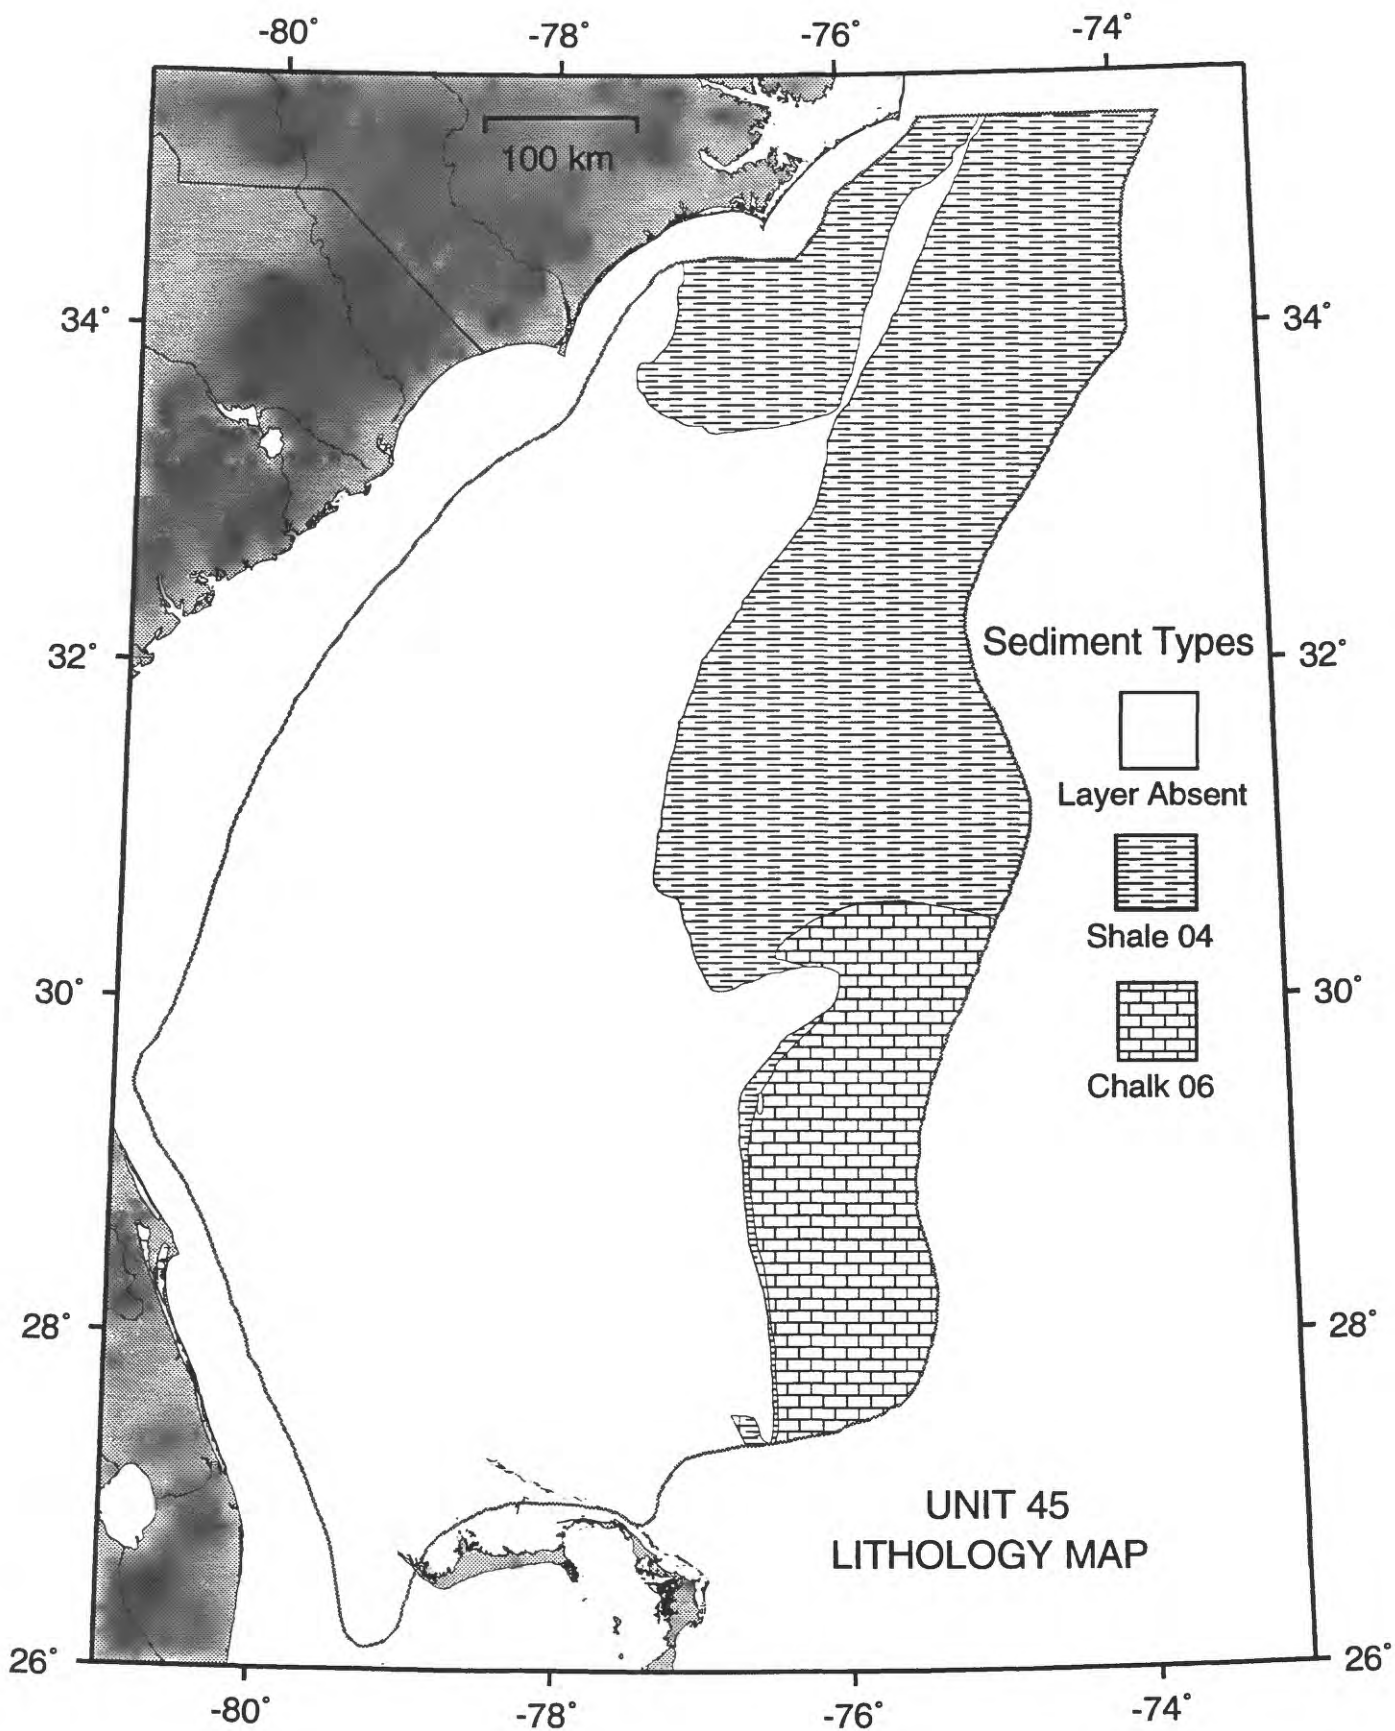 -80° -78° -76° -74°
100 km
34° 34°
Sediment Types
32° 32°
Layer Absent
Shale 04
30° 30°
Chalk 06
28° 28°
UNIT 45
LITHOLOGY MAP
26° 26°
-80° -78° -76° -74°